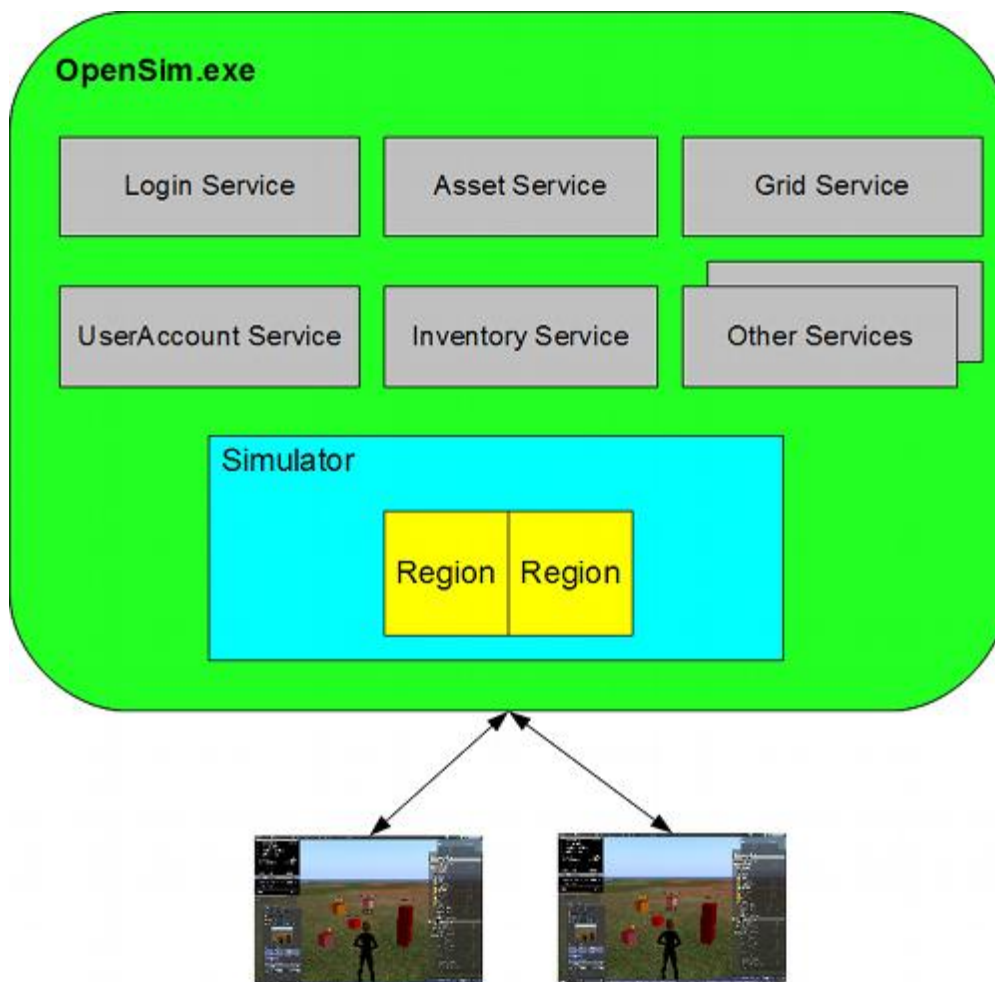 OpenSim.exe
Login Service
Asset Service
Grid Service
UserAccount Service
Inventory Service
Other Services
Simulator
Region
Region